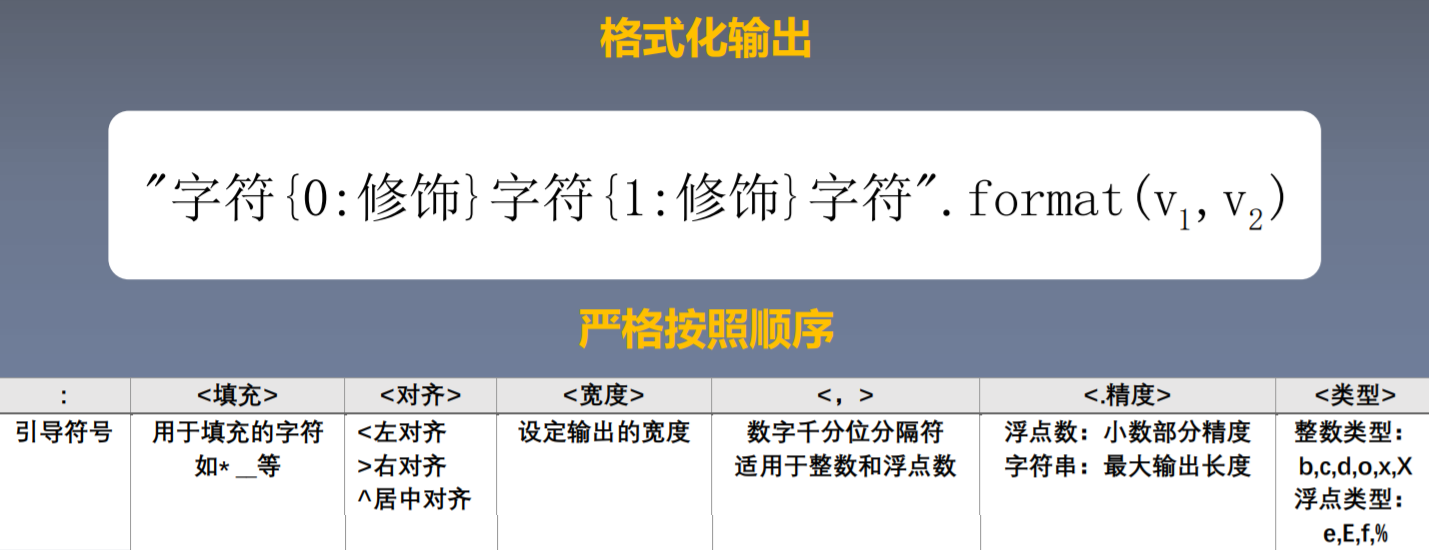 格式化输出
"字符{0:修饰}字符{1:修饰}字符".format(v1,v2)
严格按照顺序
: <填充> <对齐> <宽度> <，> <.精度> <类型>
引导符号 用于填充的字符 <左对齐 设定输出的宽度 数字千分位分隔符 浮点数：小数部分精度 整数类型：
如* __等 >右对齐 适用于整数和浮点数 字符串：最大输出长度 b,c,d,o,x,X
^居中对齐 浮点类型：
e,E,f,%